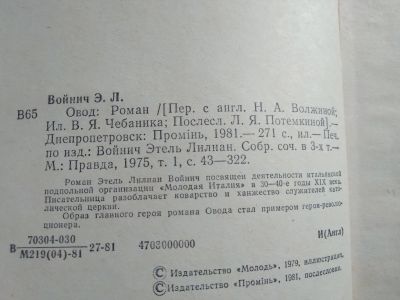 Войнич Э. Л.
В65 Овод: Роман /[Пер. с англ. Н. А. Волжиной;
Ил. В. Я. Чебаника; Послесл. Л. Я. Потемкиной].—
Днепропетровск: Промінь, 1981.— 271 с., ил.— Печ.
по изд.: Войнич Этель Лилиан. Собр. соч. в 3-х т.—
М.: Правда, 1975, т. 1, с. 43—322.
Роман Этель Лилиан Войнич посвящен деятельности итальянской
подпольной организации «Молодая Италия» в 30—40-е годы XIX века.
Писательница разоблачает коварство и ханжество служителей като-
лической церкви.
Образ главного героя романа Овода стал примером героя-рево-
люционера.
В 70304-030 / М219(04)-81 27-81 4703000000 И(Англ)
© Издательство «Молодь», 1979, иллюстрации.
© Издательство «Промінь», 1981, послесловие.